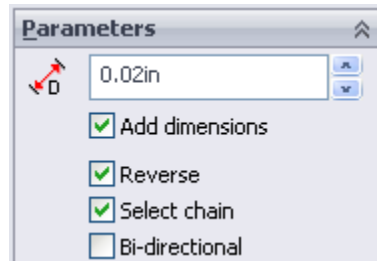 Parameters
D
0.02in
Add dimensions
Reverse
Select chain
Bi-directional